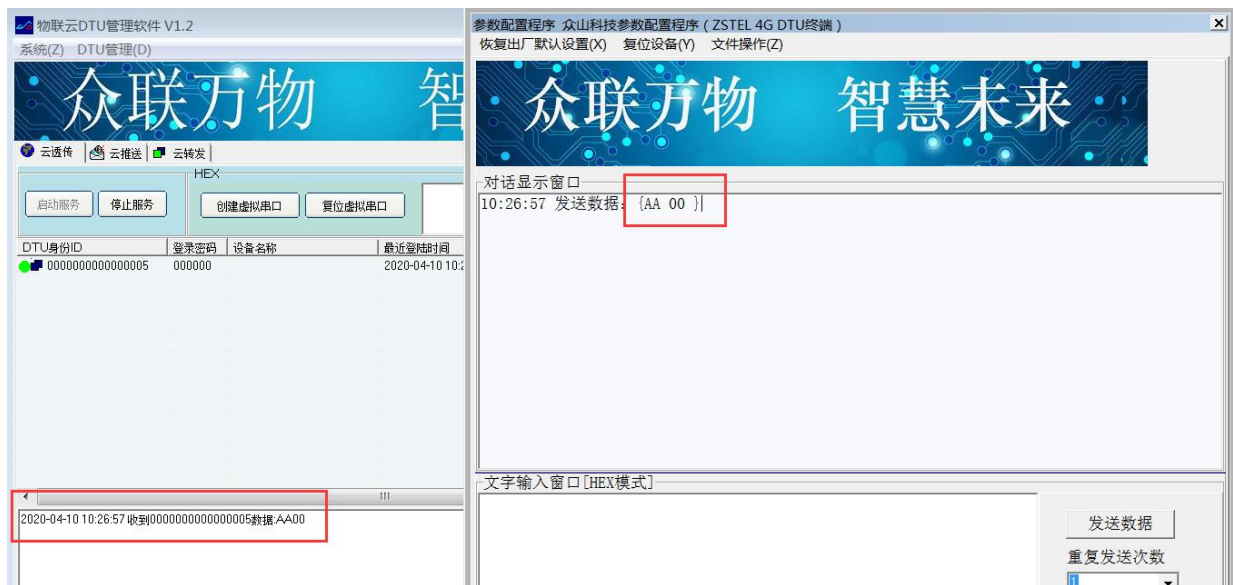 物联云DTU管理软件 V1.2
系统(Z) DTU管理(D)
众联万物 智
云透传 云推送 云转发
HEX
启动服务 停止服务 创建虚拟串口 复位虚拟串口
DTU身份ID 登录密码 设备名称 最近登陆时间
0000000000000005 000000 2020-04-10 10:2
2020-04-10 10:26:57 收到0000000000000005数据:AA00
参数配置程序 众山科技参数配置程序 ( ZSTEL 4G DTU终端 )
恢复出厂默认设置(X) 复位设备(Y) 文件操作(Z)
众联万物 智慧未来
对话显示窗口
10:26:57 发送数据: {AA 00 }
文字输入窗口[HEX模式]
发送数据
重复发送次数
1